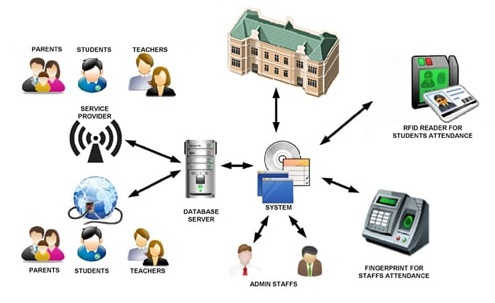 PARENTS STUDENTS TEACHERS
SERVICE
PROVIDER
RFID READER FOR
STUDENTS ATTENDANCE
DATABASE
SERVER
SYSTEM
FINGERPRINT FOR
STAFFS ATTENDANCE
PARENTS STUDENTS TEACHERS
ADMIN STAFFS